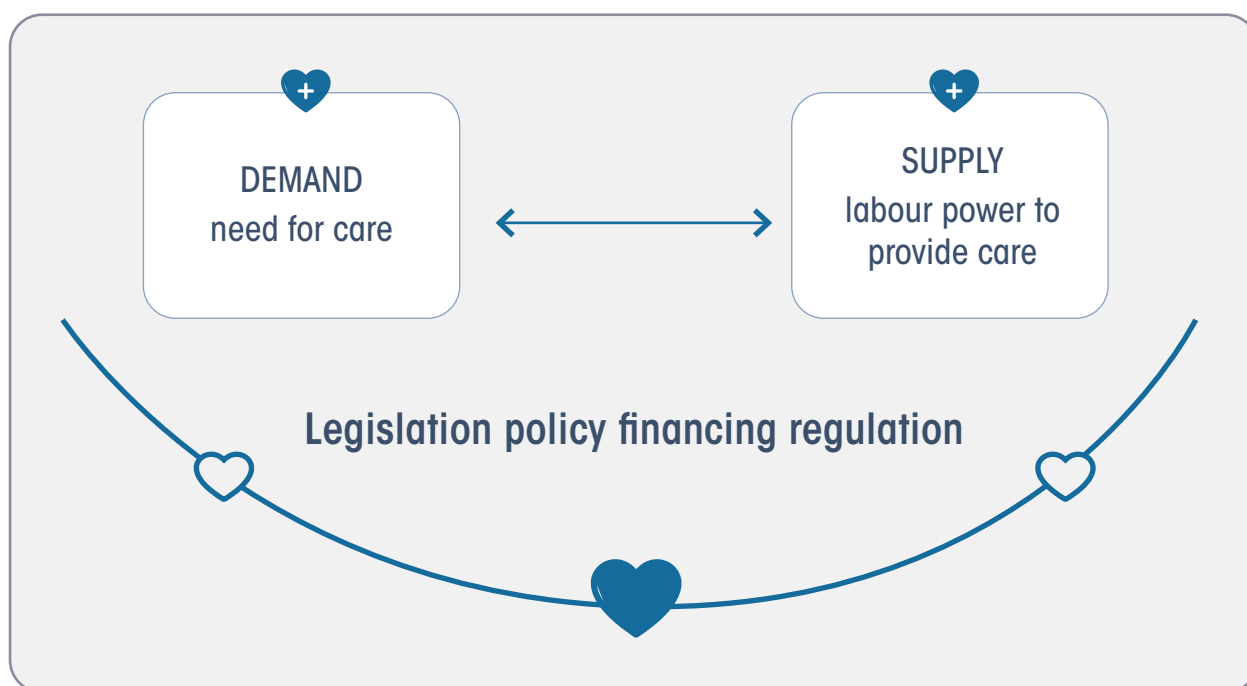 DEMAND
need for care
SUPPLY
labour power to
provide care
Legislation policy financing regulation